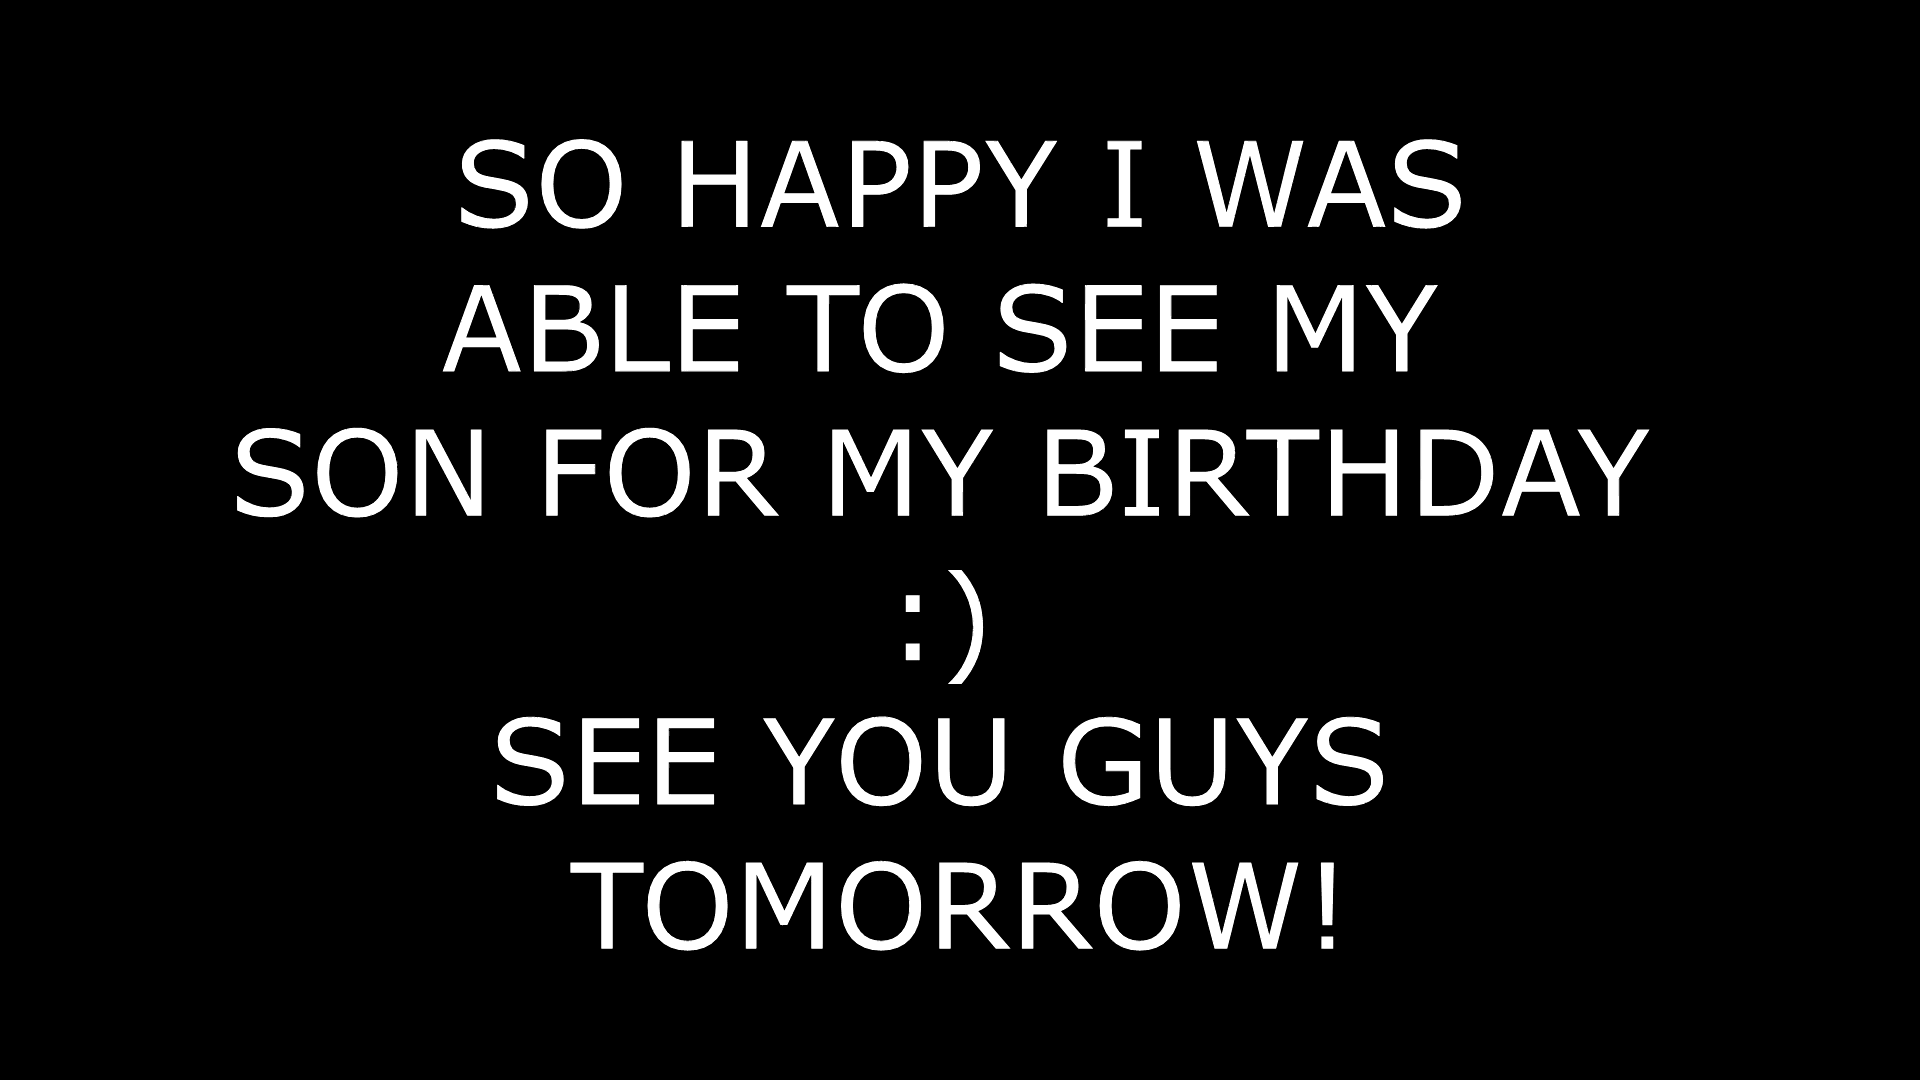 SO HAPPY I WAS
ABLE TO SEE MY
SON FOR MY BIRTHDAY
:)
SEE YOU GUYS
TOMORROW!